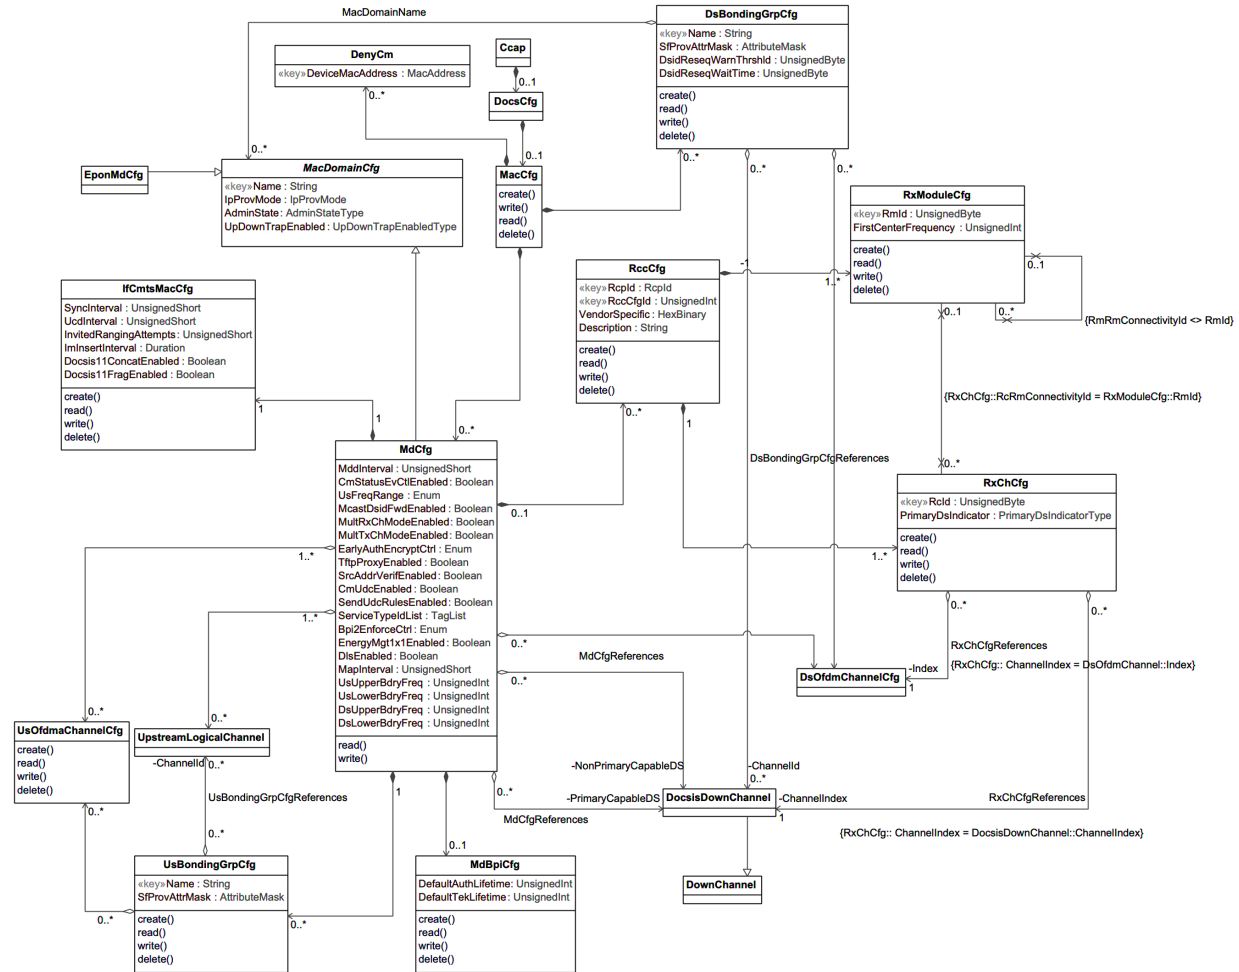 MacDomainName
DsBondingGrpCfg
«key»Name : String
SfProvAttrMask : AttributeMask
DsidReseqWarnThrshld : UnsignedByte
DsidReseqWaitTime : UnsignedByte
create()
read()
write()
delete()
DenyCm
«key»DeviceMacAddress : MacAddress
0..*
Ccap
0..1
DocsCfg
0..1
0..*
EponMdCfg
MacDomainCfg
«key»Name : String
IpProvMode : IpProvMode
AdminState : AdminStateType
UpDownTrapEnabled : UpDownTrapEnabledType
MacCfg
create()
write()
read()
delete()
0..*
0..*
0..*
RxModuleCfg
«key»RmId : UnsignedByte
FirstCenterFrequency : UnsignedInt
create()
read()
write()
delete()
0..1
0..*
{RmRmConnectivityId <> RmId}
RccCfg
«key»RcpId : RcpId
«key»RccCfgId : UnsignedInt
VendorSpecific : HexBinary
Description : String
create()
read()
write()
delete()
-1
1..*
0..1
IfCmtsMacCfg
SyncInterval : UnsignedShort
UcdInterval : UnsignedShort
InvitedRangingAttempts : UnsignedShort
ImInsertInterval : Duration
Docsis11ConcatEnabled : Boolean
Docsis11FragEnabled : Boolean
create()
read()
write()
delete()
1
1
0..*
0..*
1
{RxChCfg::RcRmConnectivityId = RxModuleCfg::RmId}
DsBondingGrpCfgReferences
0..*
MdCfg
MddInterval : UnsignedShort
CmStatusEvCtlEnabled : Boolean
UsFreqRange : Enum
McastDsidFwdEnabled : Boolean
MultRxChModeEnabled : Boolean
MultTxChModeEnabled : Boolean
EarlyAuthEncryptCtrl : Enum
TftpProxyEnabled : Boolean
SrcAddrVerifEnabled : Boolean
CmUdcEnabled : Boolean
SendUdcRulesEnabled : Boolean
ServiceTypeIdList : TagList
Bpi2EnforceCtrl : Enum
EnergyMgt1x1Enabled : Boolean
DlsEnabled : Boolean
MapInterval : UnsignedShort
UsUpperBdryFreq : UnsignedInt
UsLowerBdryFreq : UnsignedInt
DsUpperBdryFreq : UnsignedInt
DsLowerBdryFreq : UnsignedInt
read()
write()
0..1
1..*
1..*
RxChCfg
«key»RcId : UnsignedByte
PrimaryDsIndicator : PrimaryDsIndicatorType
create()
read()
write()
delete()
1..*
0..*
0..*
0..*
MdCfgReferences
0..*
RxChCfgReferences
{RxChCfg:: ChannelIndex = DsOfdmChannel::Index}
DsOfdmChannelCfg
-Index
1
0..*
0..*
UsOfdmaChannelCfg
create()
read()
write()
delete()
UpstreamLogicalChannel
-ChannelId
0..*
UsBondingGrpCfgReferences
0..*
0..*
-NonPrimaryCapableDS
-ChannelId
0..*
1
0..*
-PrimaryCapableDS
DocsisDownChannel
-ChannelIndex
1
RxChCfgReferences
MdCfgReferences
{RxChCfg:: ChannelIndex = DocsisDownChannel::ChannelIndex}
0..1
UsBondingGrpCfg
«key»Name : String
SfProvAttrMask : AttributeMask
create()
read()
write()
delete()
0..*
0..*
MdBpiCfg
DefaultAuthLifetime: UnsignedInt
DefaultTekLifetime: UnsignedInt
create()
read()
write()
delete()
DownChannel